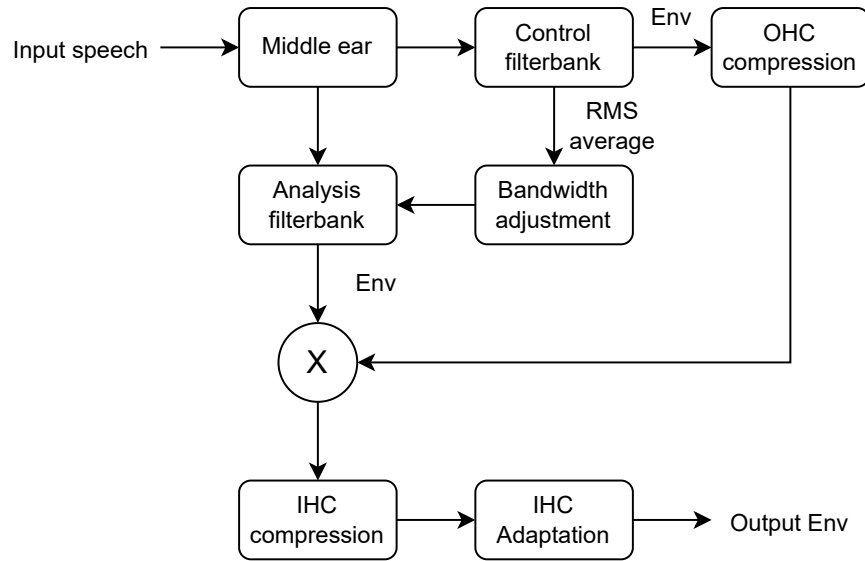 Input speech
Middle ear
Control
filterbank
Env
OHC
compression
RMS
average
Analysis
filterbank
Bandwidth
adjustment
Env
X
IHC
compression
IHC
Adaptation
Output Env